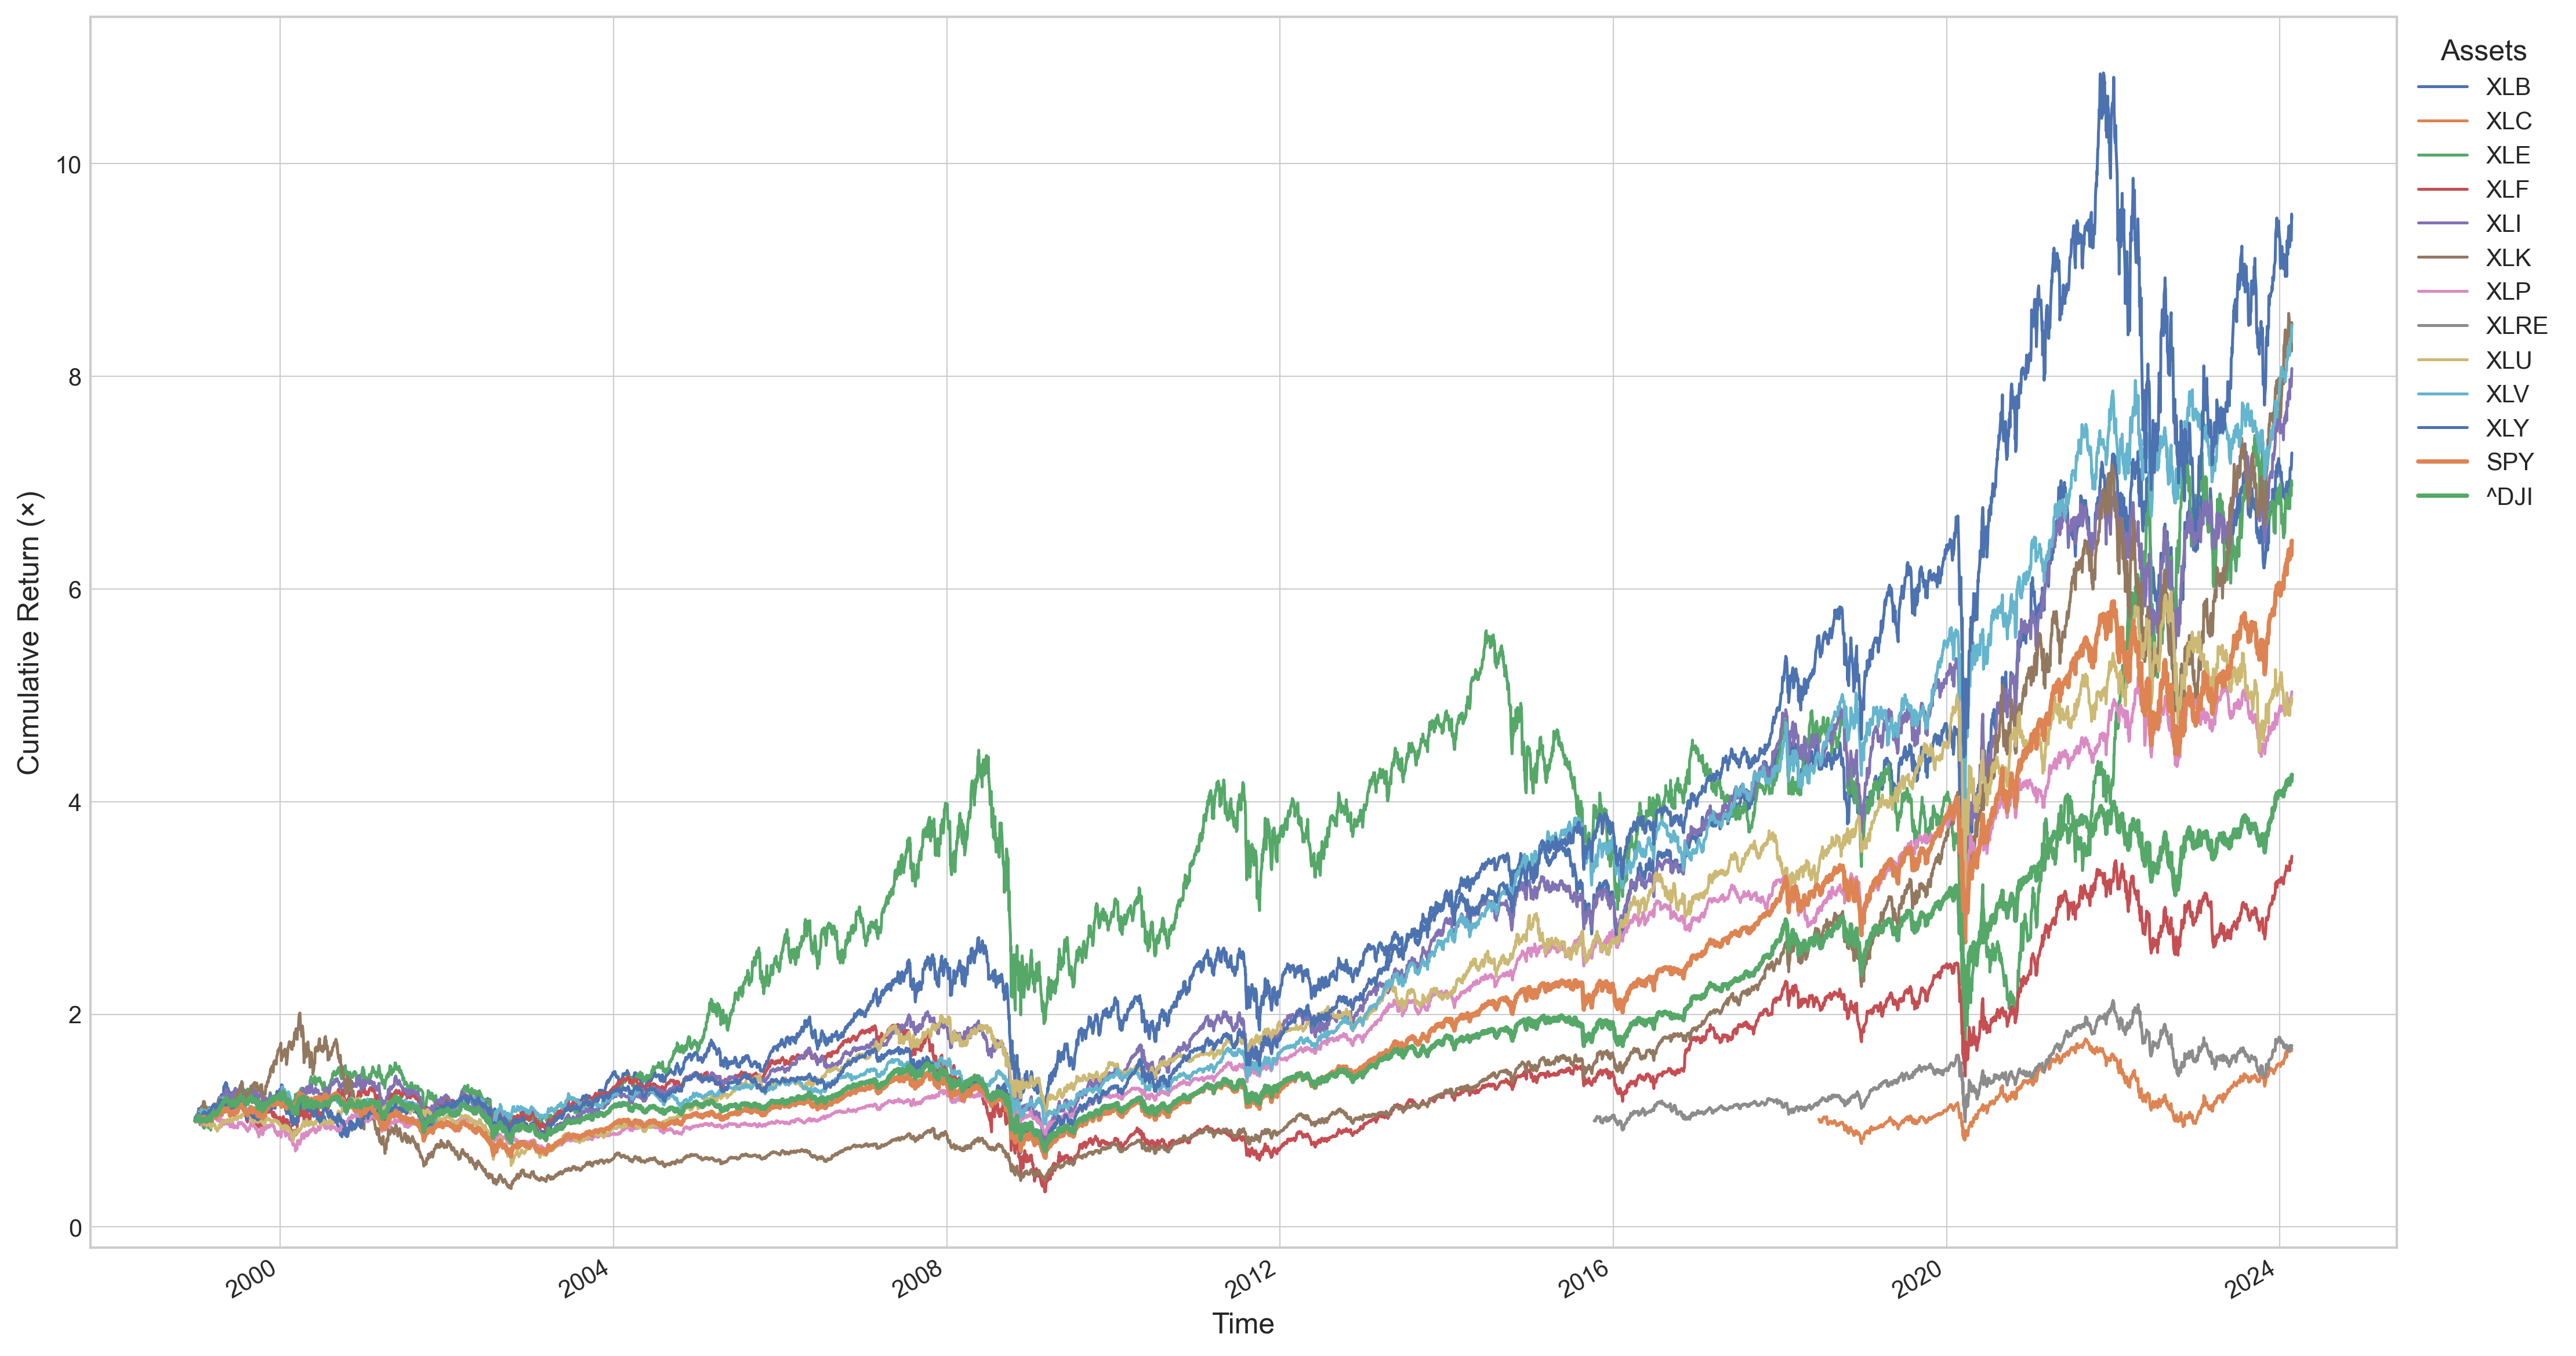 Assets
XLB
XLC
XLE
XLF
XLI
XLK
XLP
XLRE
XLU
XLV
XLY
SPY
^DJI
Cumulative Return (×)
10
8
6
4
2
0
2000
2004
2008
2012
2016
2020
2024
Time